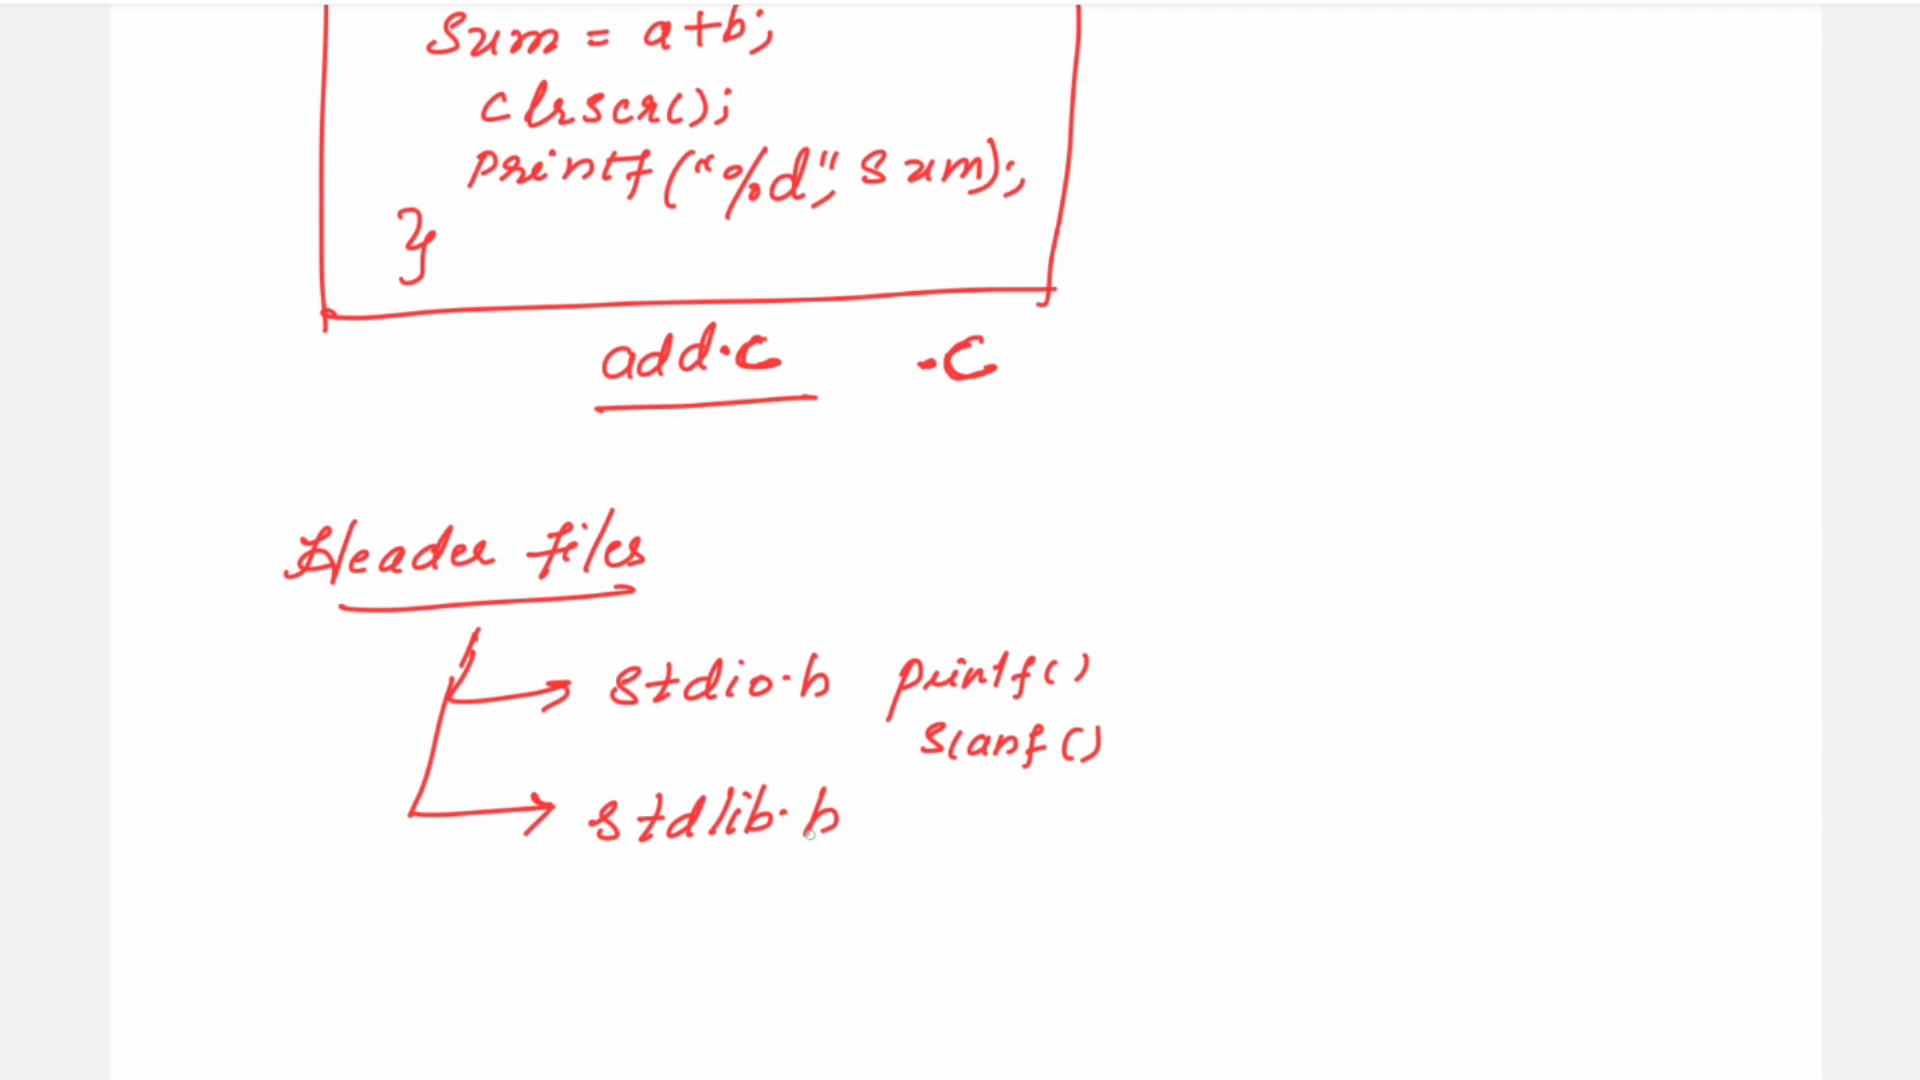 Sum = a+b;
clrscr();
printf("%d", sum);
}
add.c .c
Header files
stdio.h printf()
scanf()
stdlib.h